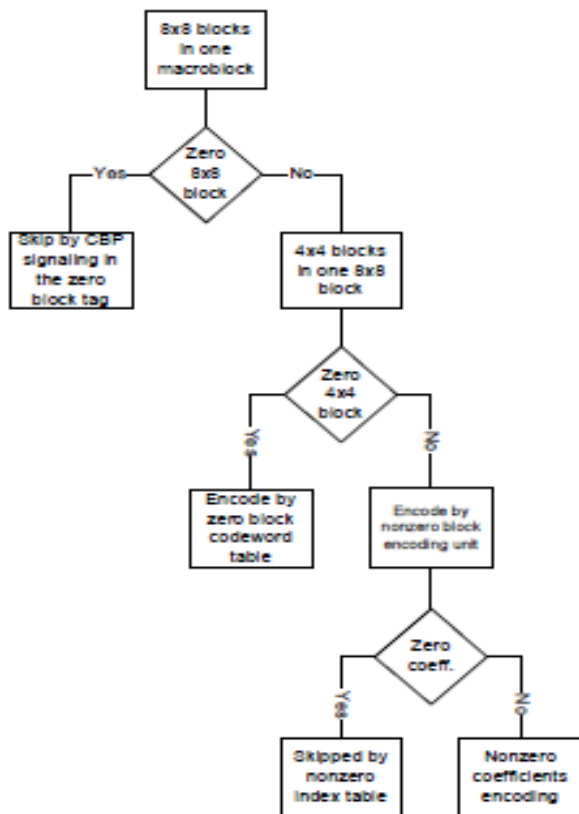 8x8 blocks
in one
macroblock
Zero
8x8
block
Yes
No
Skip by CBP
signaling in
the zero
block tag
4x4 blocks
in one 8x8
block
Zero
4x4
block
Yes
No
Encode by
zero block
codeword
table
Encode by
nonzero block
encoding unit
Zero
coeff.
Yes
No
Skipped by
nonzero
index table
Nonzero
coefficients
encoding